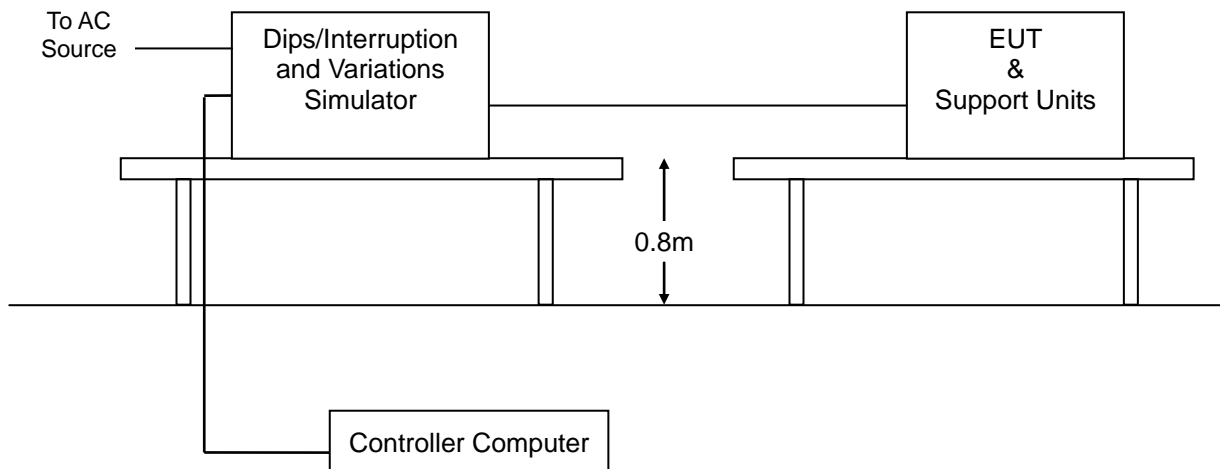 To AC
Source
Dips/Interruption
and Variations
Simulator
EUT
&
Support Units
0.8m
Controller Computer